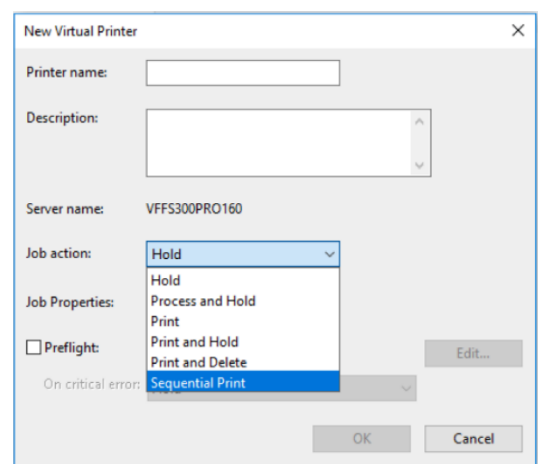 New Virtual Printer
Printer name:
Description:
Server name: VFFS300PRO160
Job action: Hold
Hold
Job Properties: Process and Hold
Print
Preflight: Print and Hold Edit...
Print and Delete
On critical error: Sequential Print
OK Cancel